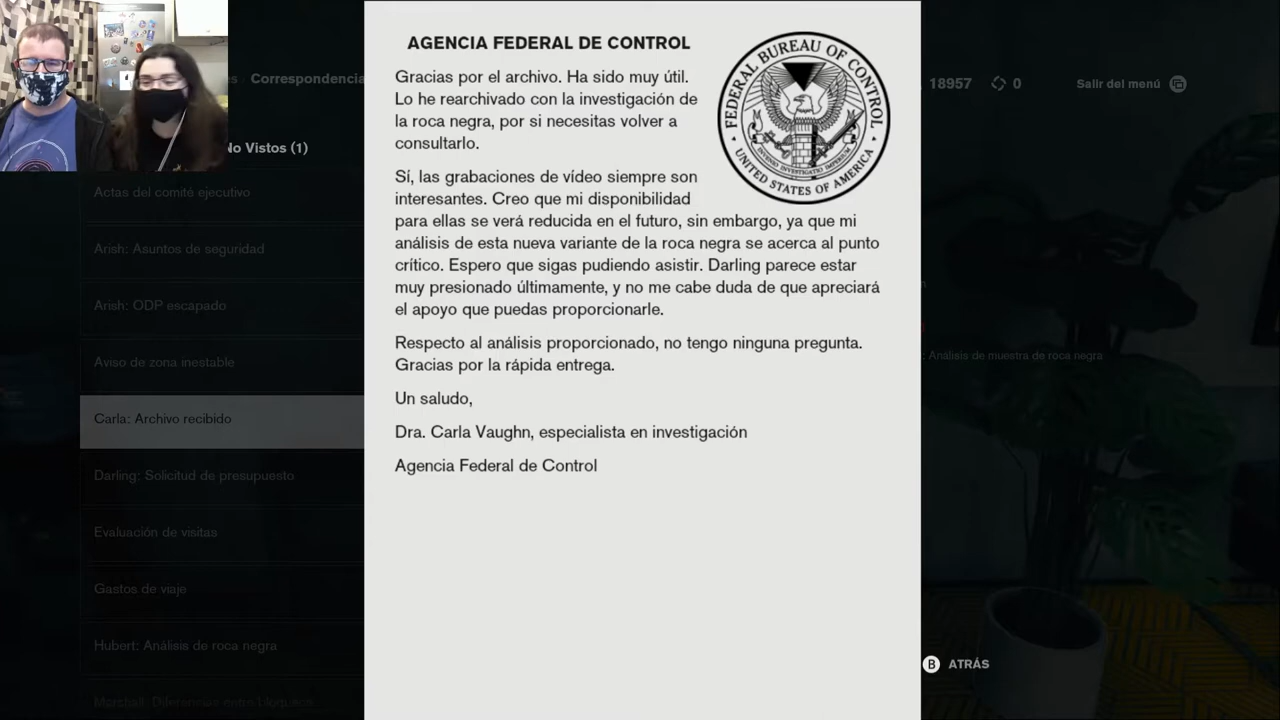 Correspondencia
18957
0
Salir del menú
No Vistos (1)
Actas del comité ejecutivo
Arish: Asuntos de seguridad
Arish: ODP escapado
Aviso de zona inestable
Carla: Archivo recibido
Darling: Solicitud de presupuesto
Evaluación de visitas
Gastos de viaje
Hubert: Análisis de roca negra
AGENCIA FEDERAL DE CONTROL
Gracias por el archivo. Ha sido muy útil.
Lo he rearchivado con la investigación de
la roca negra, por si necesitas volver a
consultarlo.
Sí, las grabaciones de vídeo siempre son
interesantes. Creo que mi disponibilidad
para ellas se verá reducida en el futuro, sin embargo, ya que mi
análisis de esta nueva variante de la roca negra se acerca al punto
crítico. Espero que sigas pudiendo asistir. Darling parece estar
muy presionado últimamente, y no me cabe duda de que apreciará
el apoyo que puedas proporcionarle.
Respecto al análisis proporcionado, no tengo ninguna pregunta.
Gracias por la rápida entrega.
Un saludo,
Dra. Carla Vaughn, especialista en investigación
Agencia Federal de Control
FEDERAL BUREAU OF CONTROL
UNITED STATES OF AMERICA
: Análisis de muestra de roca negra
B ATRÁS